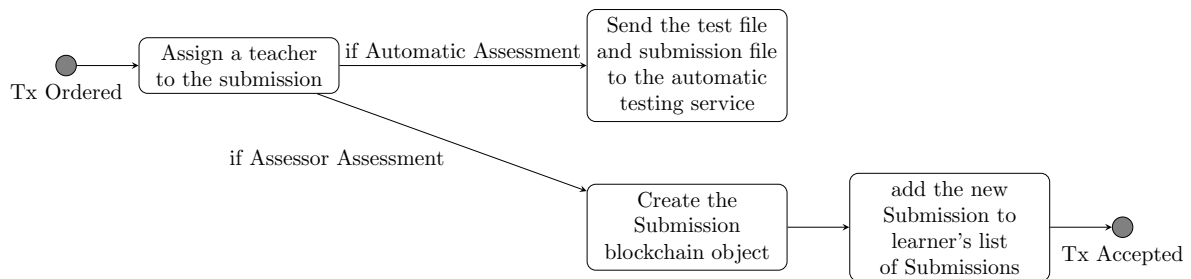 Tx Ordered
Assign a teacher
to the submission
if Automatic Assessment
Send the test file
and submission file
to the automatic
testing service
if Assessor Assessment
Create the
Submission
blockchain object
add the new
Submission to
learner's list
of Submissions
Tx Accepted